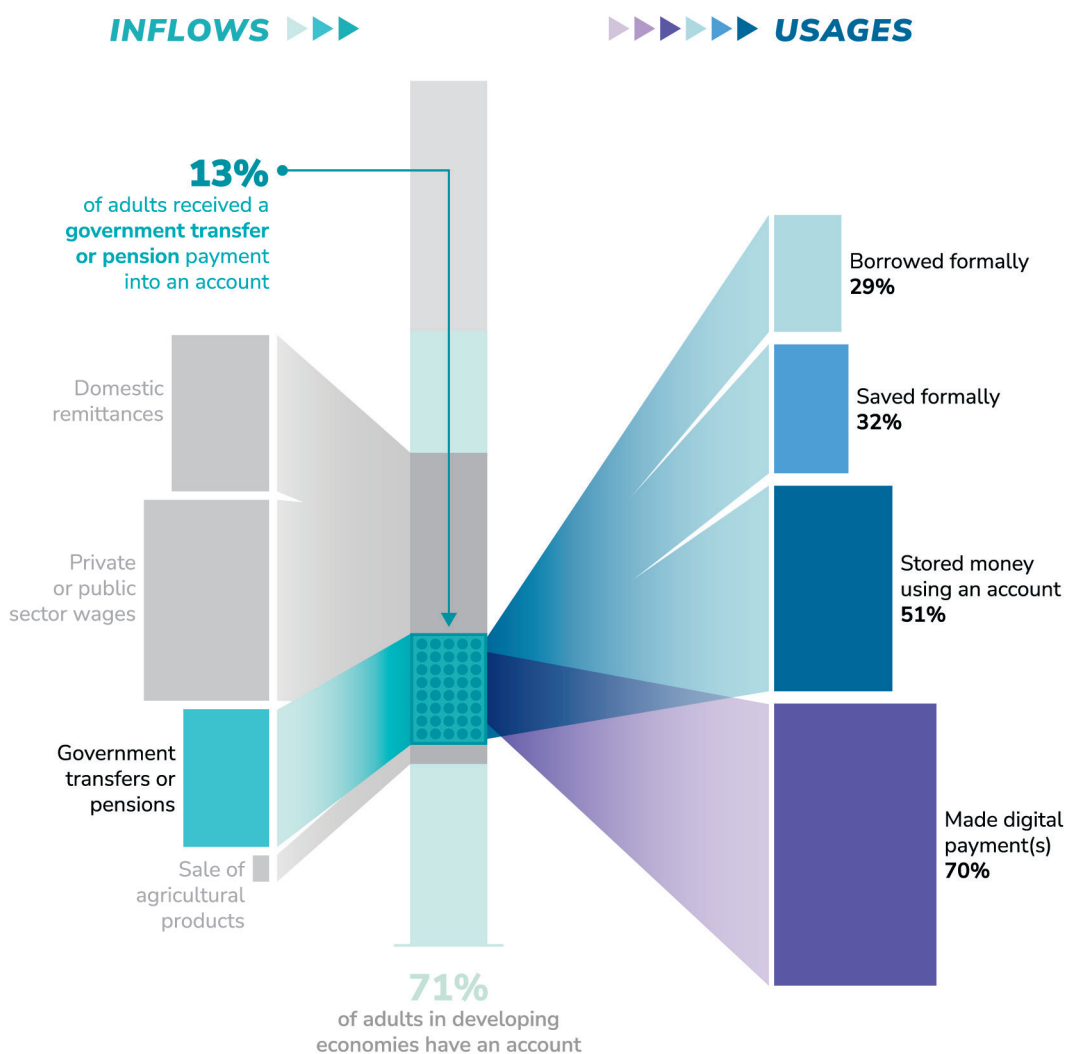 INFLOWS
USAGES
13%
of adults received a
government transfer
or pension payment
into an account
Domestic
remittances
Private
or public
sector wages
Government
transfers or
pensions
Sale of
agricultural
products
71%
of adults in developing
economies have an account
Borrowed formally
29%
Saved formally
32%
Stored money
using an account
51%
Made digital
payment(s)
70%